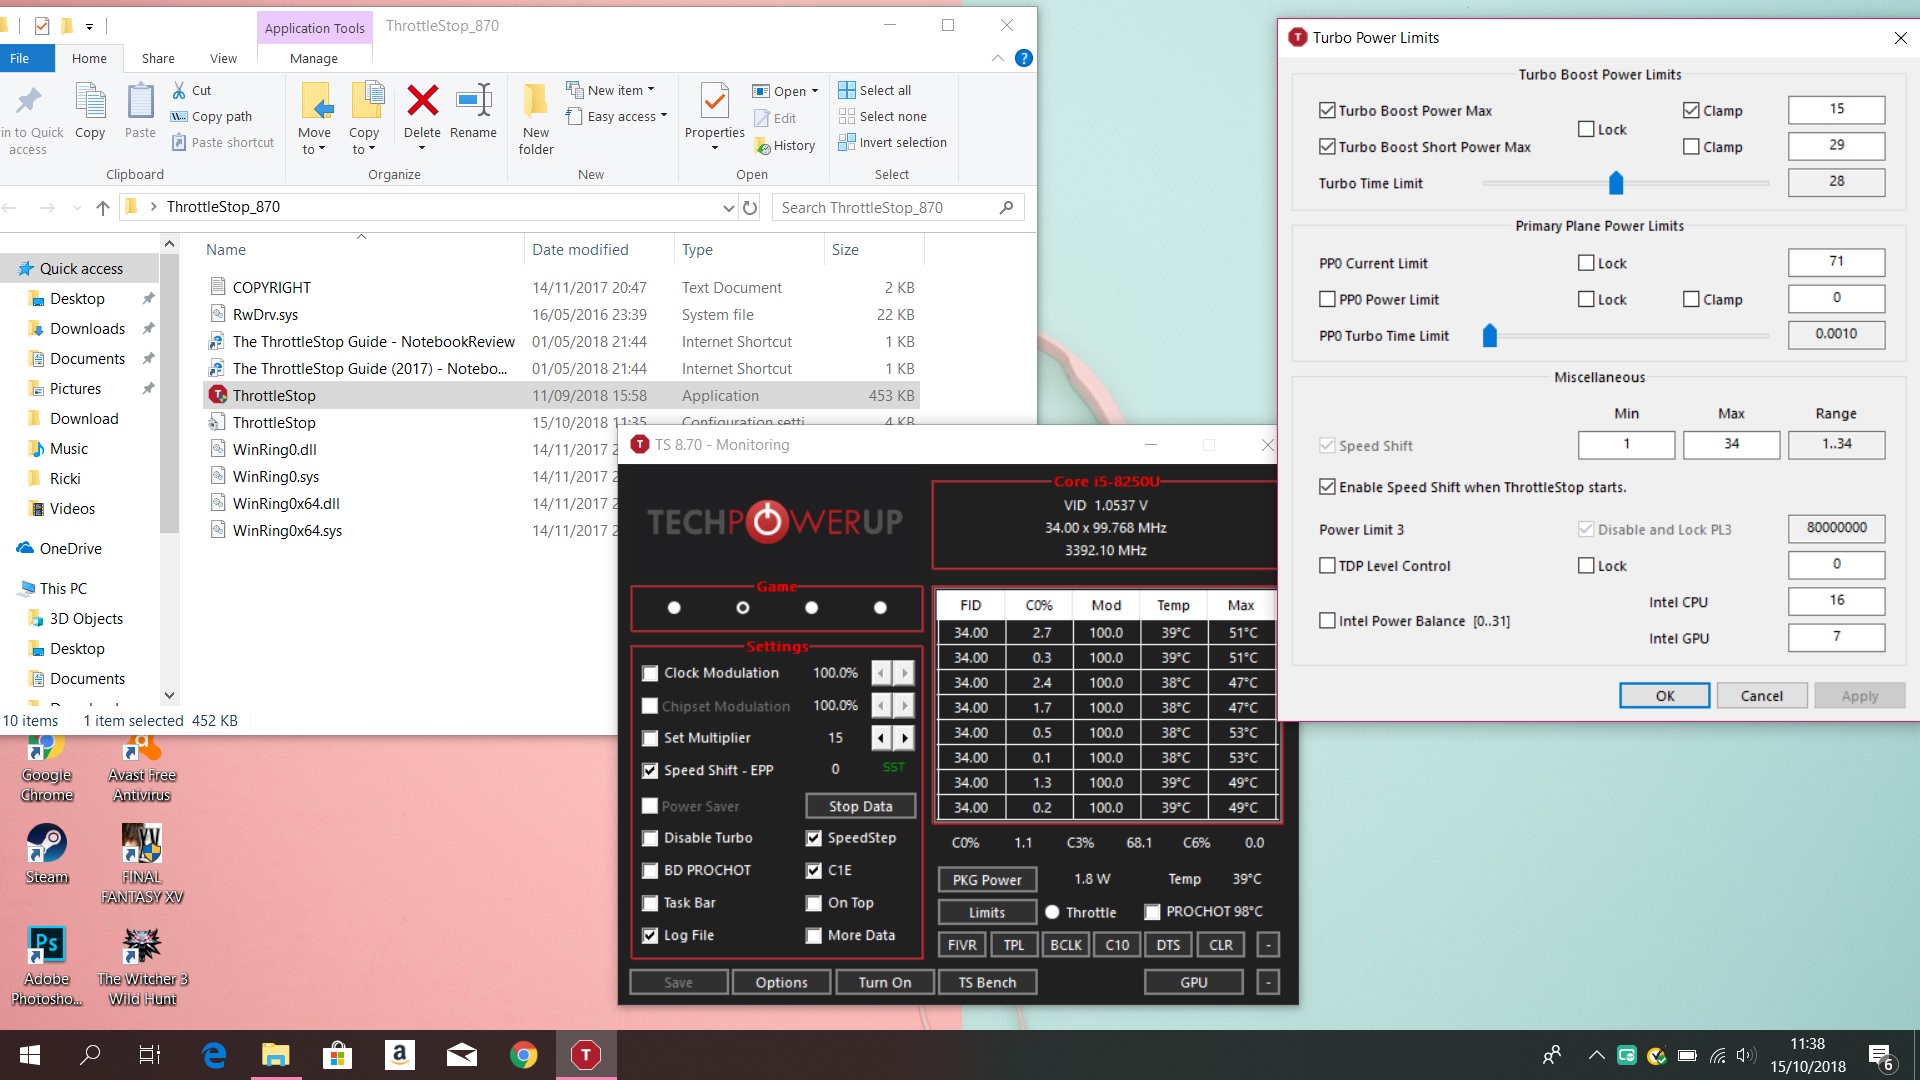 Application Tools
ThrottleStop_870
File
Home
Share
View
Manage
in to Quick access
Copy
Paste
Cut
Copy path
Paste shortcut
Clipboard
Move to
Copy to
Delete
Rename
Organize
New folder
New item
Easy access
New
Properties
Open
Edit
History
Open
Select all
Select none
Invert selection
Select
ThrottleStop_870
Search ThrottleStop_870
Name
Date modified
Type
Size
Quick access
Desktop
Downloads
Documents
Pictures
Download
Music
Ricki
Videos
OneDrive
This PC
3D Objects
Desktop
Documents
COPYRIGHT 14/11/2017 20:47 Text Document 2 KB
RwDrv.sys 16/05/2016 23:39 System file 22 KB
The ThrottleStop Guide - NotebookReview 01/05/2018 21:44 Internet Shortcut 1 KB
The ThrottleStop Guide (2017) - Notebo... 01/05/2018 21:44 Internet Shortcut 1 KB
ThrottleStop 11/09/2018 15:58 Application 453 KB
ThrottleStop 15/10/2018 11:35 Configuration setti 4 KB
WinRing0.dll 14/11/2017 2
WinRing0.sys 14/11/2017 2
WinRing0x64.dll 14/11/2017 2
WinRing0x64.sys 14/11/2017 2
10 items 1 item selected 452 KB
TS 8.70 - Monitoring
TECHPOWERUP
Core i5-8250U
VID 1.0537 V
34.00 x 99.768 MHz
3392.10 MHz
Game
Settings
Clock Modulation 100.0%
Chipset Modulation 100.0%
Set Multiplier 15
Speed Shift - EPP 0 SST
Power Saver Stop Data
Disable Turbo SpeedStep
BD PROCHOT C1E
Task Bar On Top
Log File More Data
FID C0% Mod Temp Max
34.00 2.7 100.0 39°C 51°C
34.00 0.3 100.0 39°C 51°C
34.00 2.4 100.0 38°C 47°C
34.00 1.7 100.0 38°C 47°C
34.00 0.5 100.0 38°C 53°C
34.00 0.1 100.0 38°C 53°C
34.00 1.3 100.0 39°C 49°C
34.00 0.2 100.0 39°C 49°C
C0% 1.1 C3% 68.1 C6% 0.0
PKG Power 1.8 W Temp 39°C
Limits Throttle PROCHOT 98°C
FIVR TPL BCLK C10 DTS CLR -
Save Options Turn On TS Bench GPU -
Turbo Power Limits
Turbo Boost Power Limits
Turbo Boost Power Max Clamp 15
Lock
Turbo Boost Short Power Max Clamp 29
Turbo Time Limit 28
Primary Plane Power Limits
PP0 Current Limit Lock 71
PP0 Power Limit Lock Clamp 0
PP0 Turbo Time Limit 0.0010
Miscellaneous
Min Max Range
Speed Shift 1 34 1..34
Enable Speed Shift when ThrottleStop starts.
Power Limit 3 Disable and Lock PL3 80000000
TDP Level Control Lock 0
Intel CPU 16
Intel Power Balance [0..31]
Intel GPU 7
OK Cancel Apply
Google Chrome
Avast Free Antivirus
Steam
XV
FINAL FANTASY XV
Ps
Adobe Photosho...
The Witcher 3 Wild Hunt
11:38
15/10/2018
6